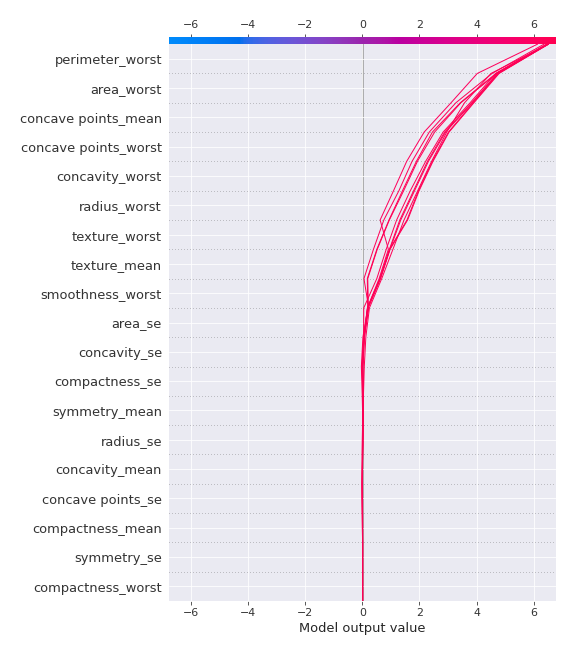 −6 −4 −2 0 2 4 6
perimeter_worst
area_worst
concave points_mean
concave points_worst
concavity_worst
radius_worst
texture_worst
texture_mean
smoothness_worst
area_se
concavity_se
compactness_se
symmetry_mean
radius_se
concavity_mean
concave points_se
compactness_mean
symmetry_se
compactness_worst
−6 −4 −2 0 2 4 6
Model output value